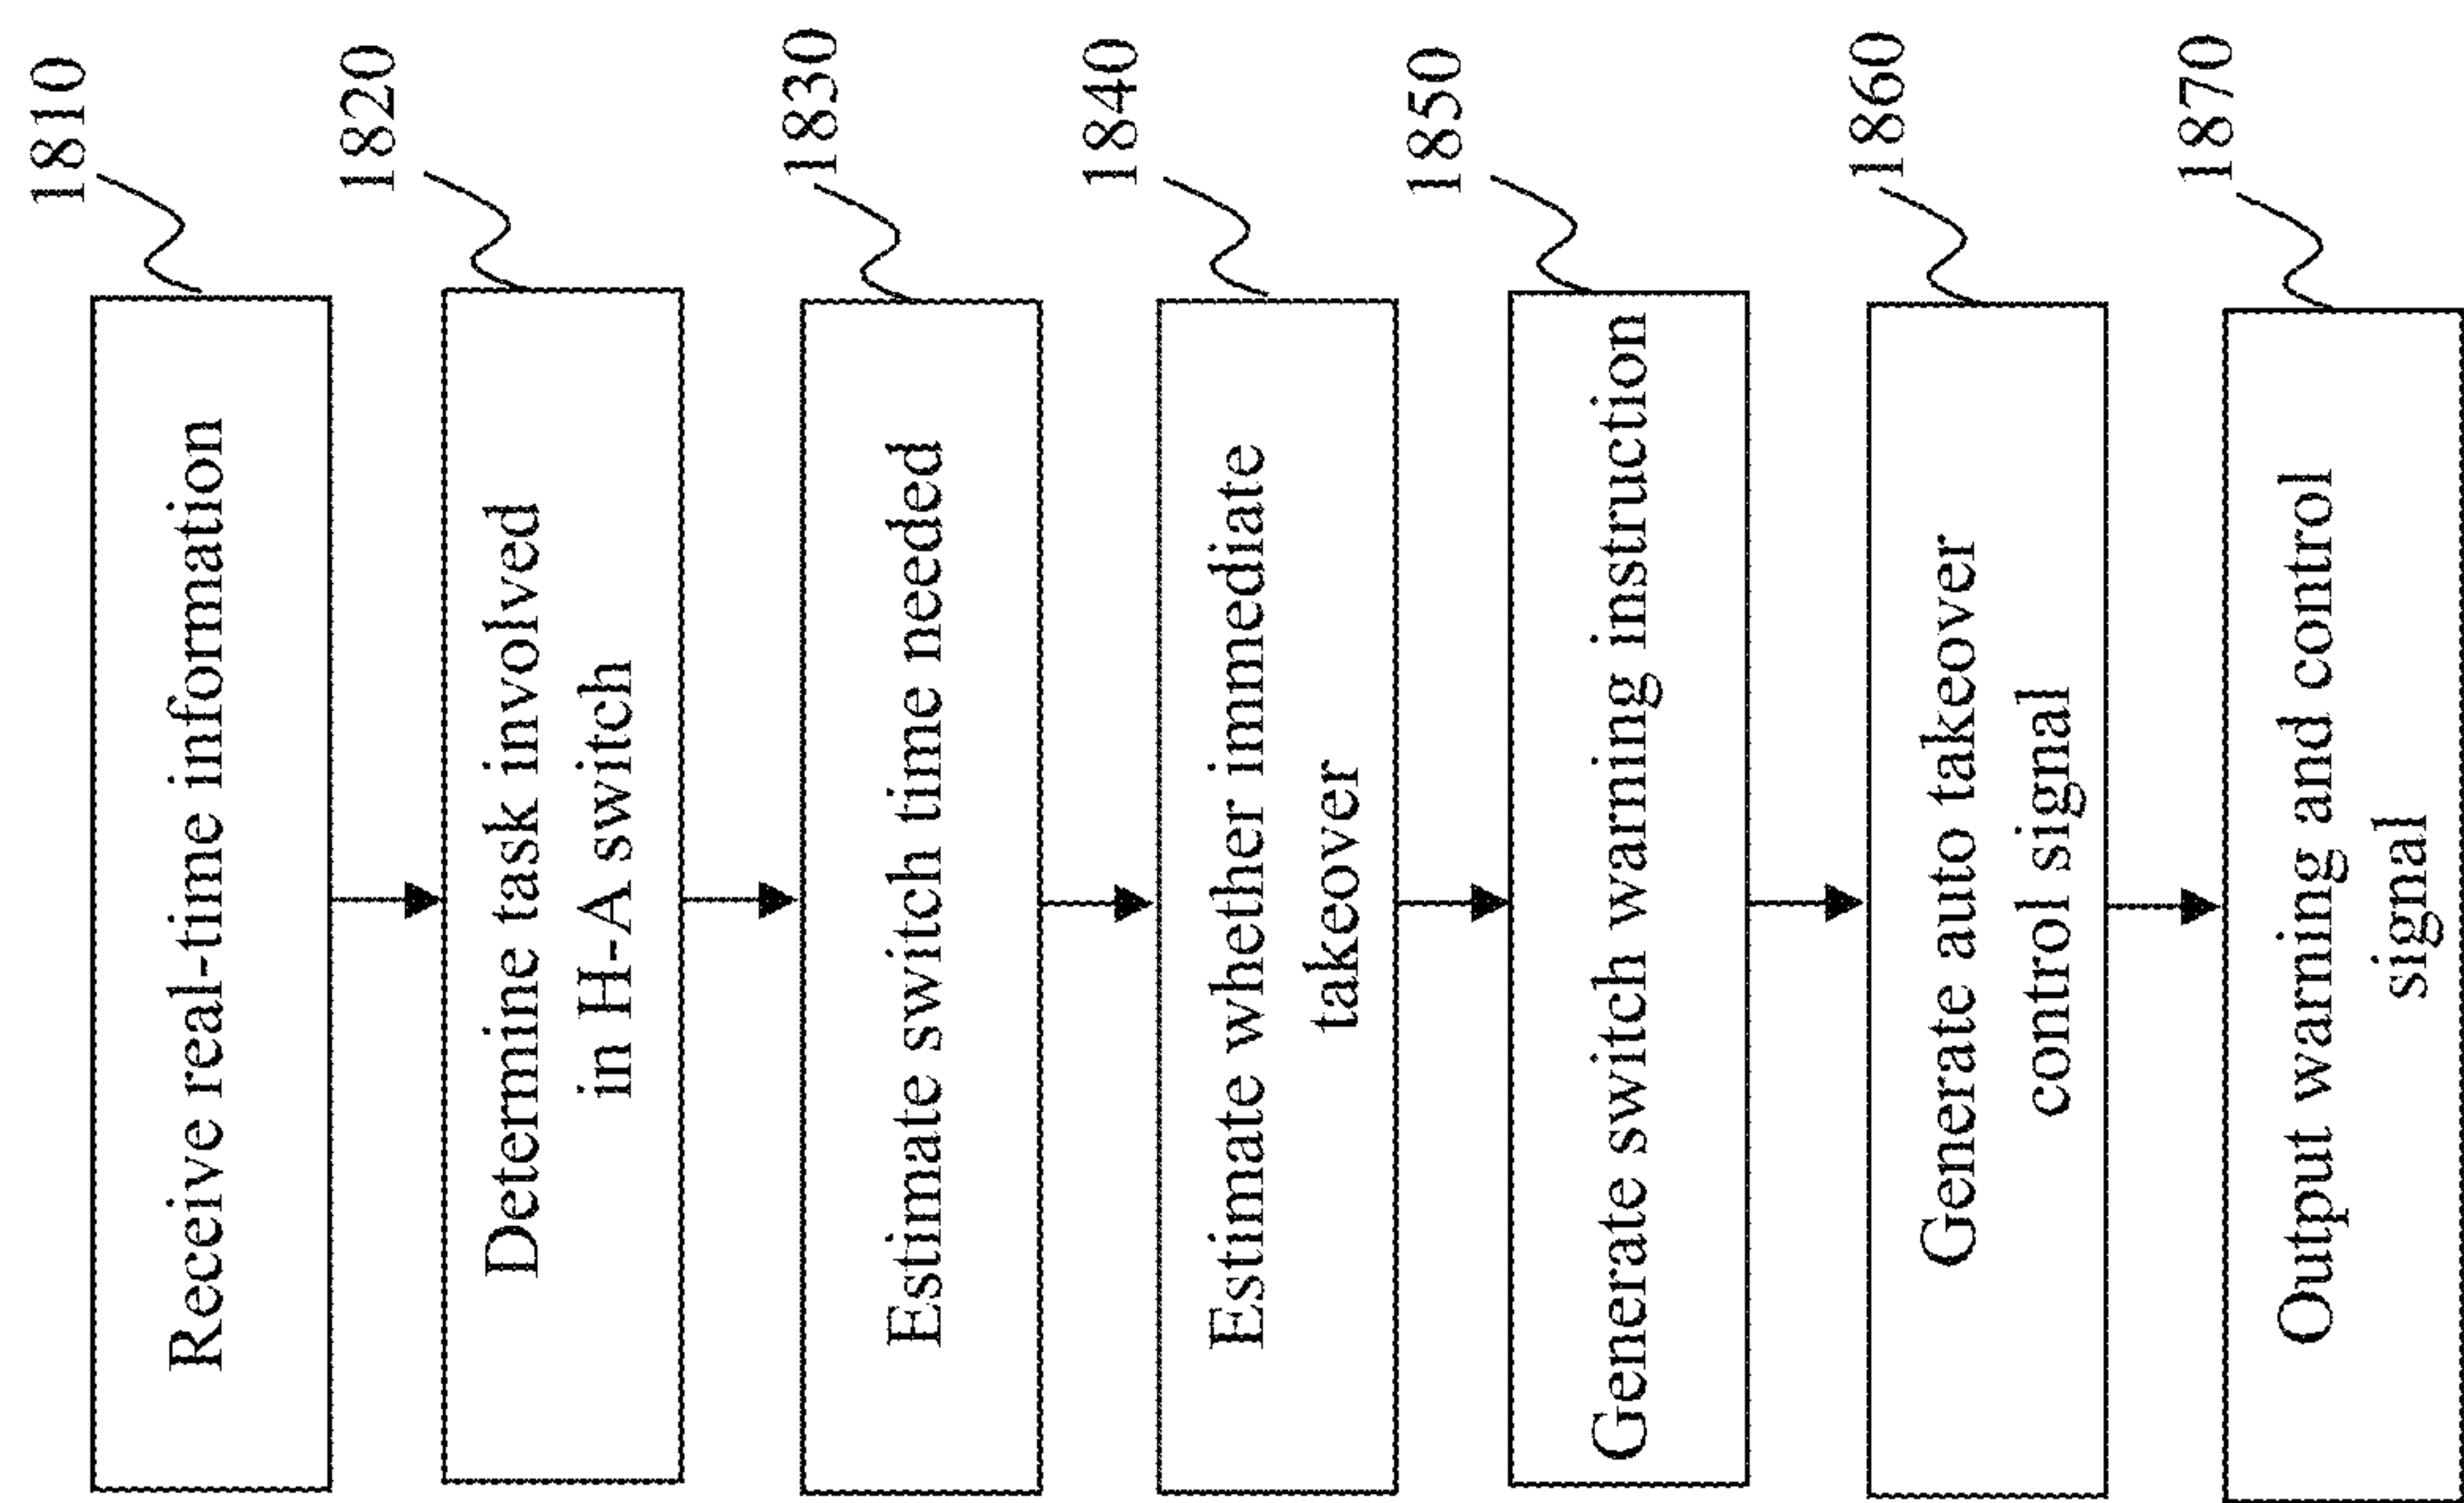 1810
Receive real-time information
1820
Determine task involved
in H-A switch
1830
Estimate switch time needed
1840
Estimate whether immediate
takeover
1850
Generate switch warning instruction
1860
Generate auto takeover
control signal
1870
Output warning and control
signal